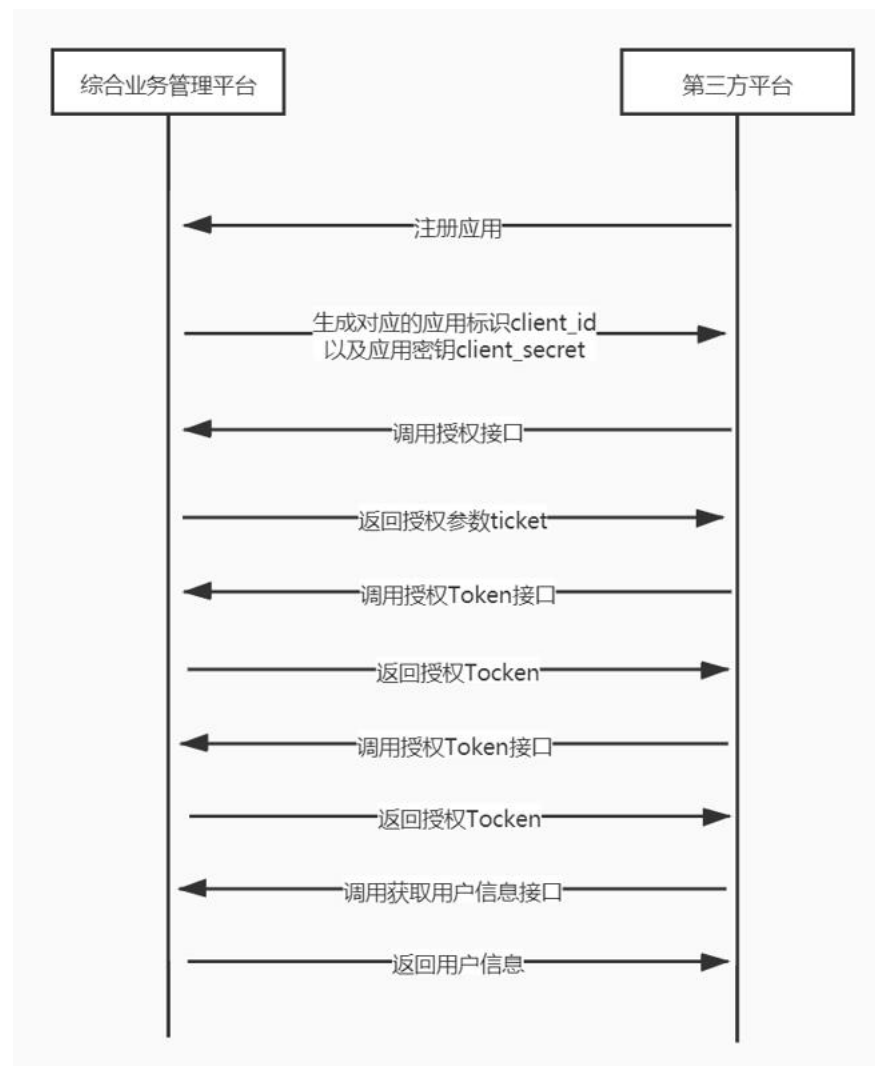 综合业务管理平台
第三方平台
注册应用
生成对应的应用标识client_id
以及应用密钥client_secret
调用授权接口
返回授权参数ticket
调用授权Token接口
返回授权Tocken
调用授权Token接口
返回授权Tocken
调用获取用户信息接口
返回用户信息